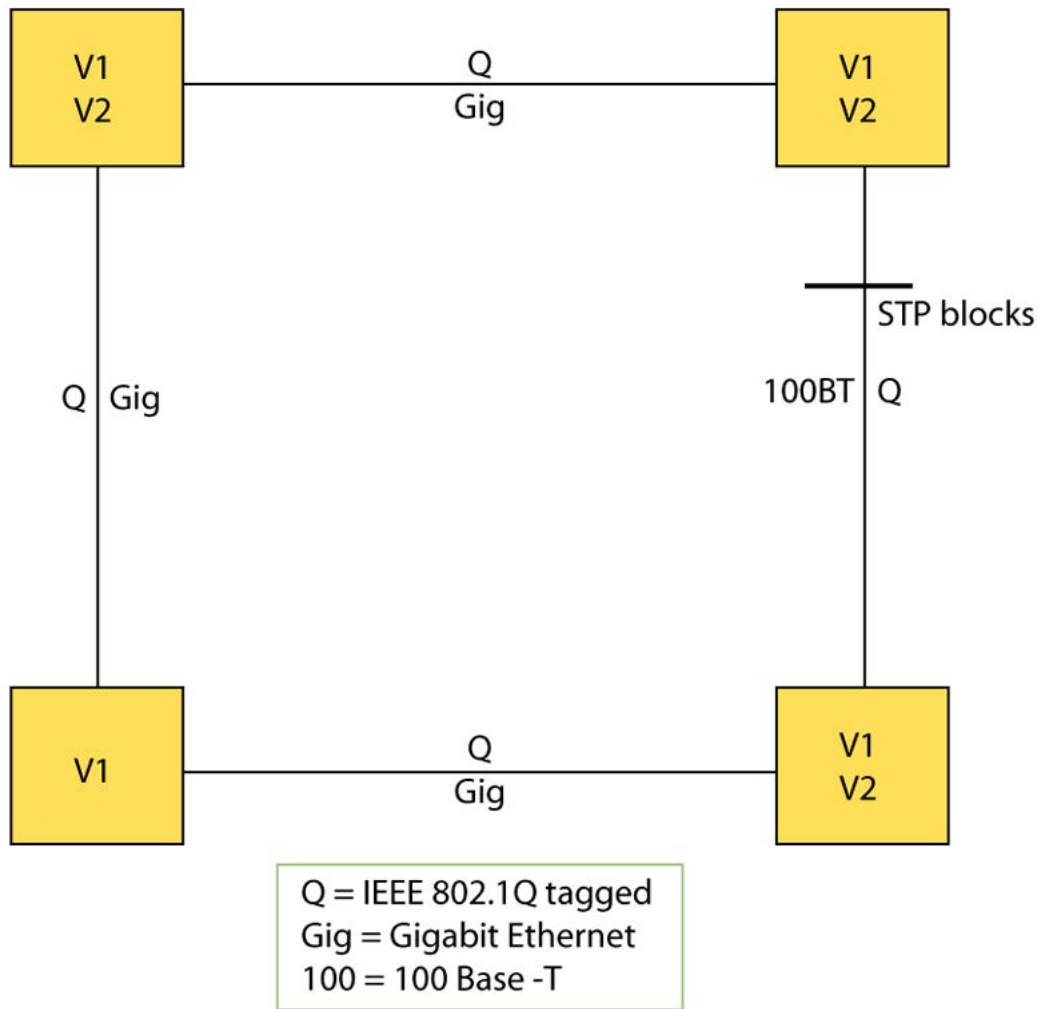 V1
V2
Q
Gig
V1
V2
STP blocks
Q Gig
100BT Q
V1
Q
Gig
V1
V2
Q = IEEE 802.1Q tagged
Gig = Gigabit Ethernet
100 = 100 Base -T